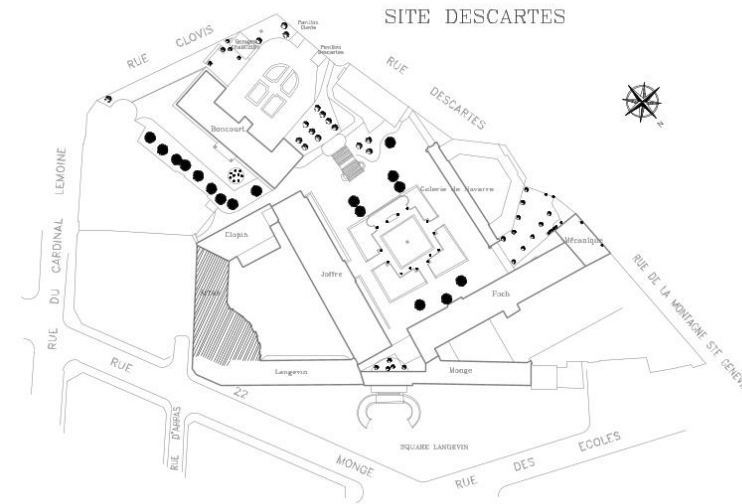 SITE DESCARTES
RUE CLOVIS
Pavillon
Clovis
Pavillon
Descartes
RUE DESCARTES
Boncourt
RUE DU CARDINAL LEMOINE
Galerie de Navarre
Clopin
Mécanique
Joffre
Foch
Arras
RUE DE LA MONTAGNE STE GENEV
Langevin
Monge
RUE MONGE
22
RUE D'ARRAS
SQUARE LANGEVIN
RUE DES ECOLES
N